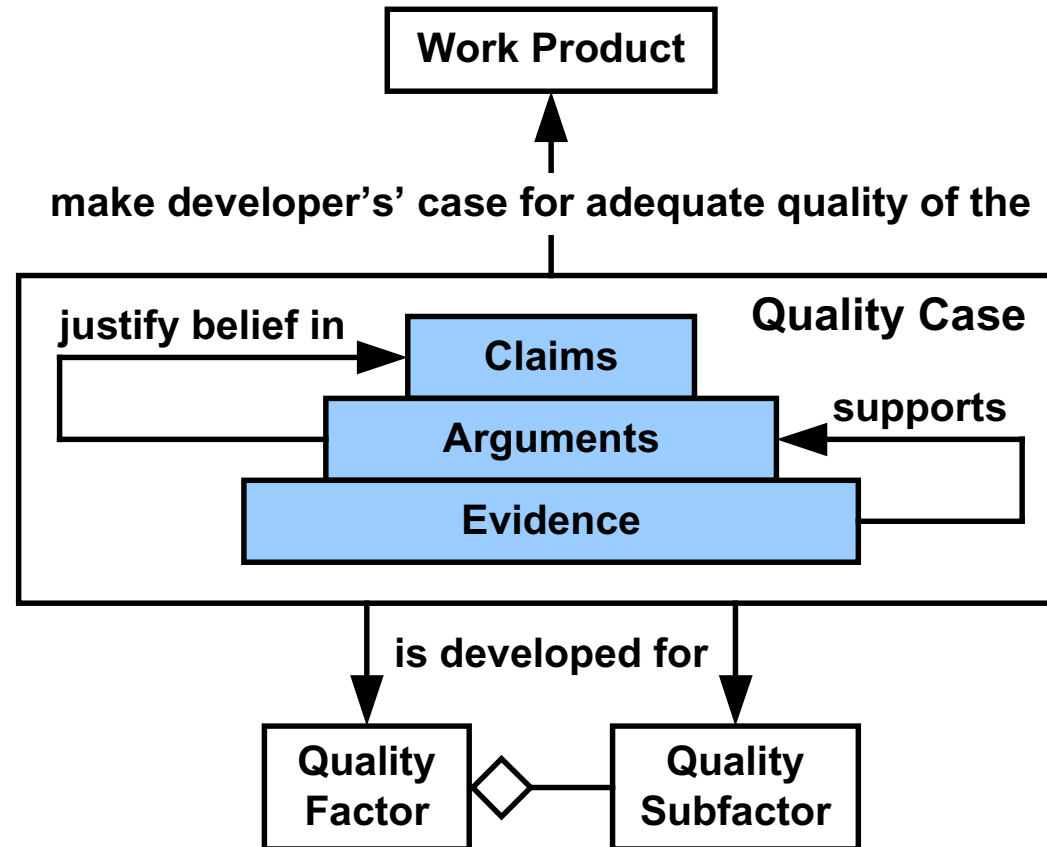 Work Product
make developer’s’ case for adequate quality of the
Quality Case
justify belief in
Claims
supports
Arguments
Evidence
is developed for
Quality
Factor
Quality
Subfactor